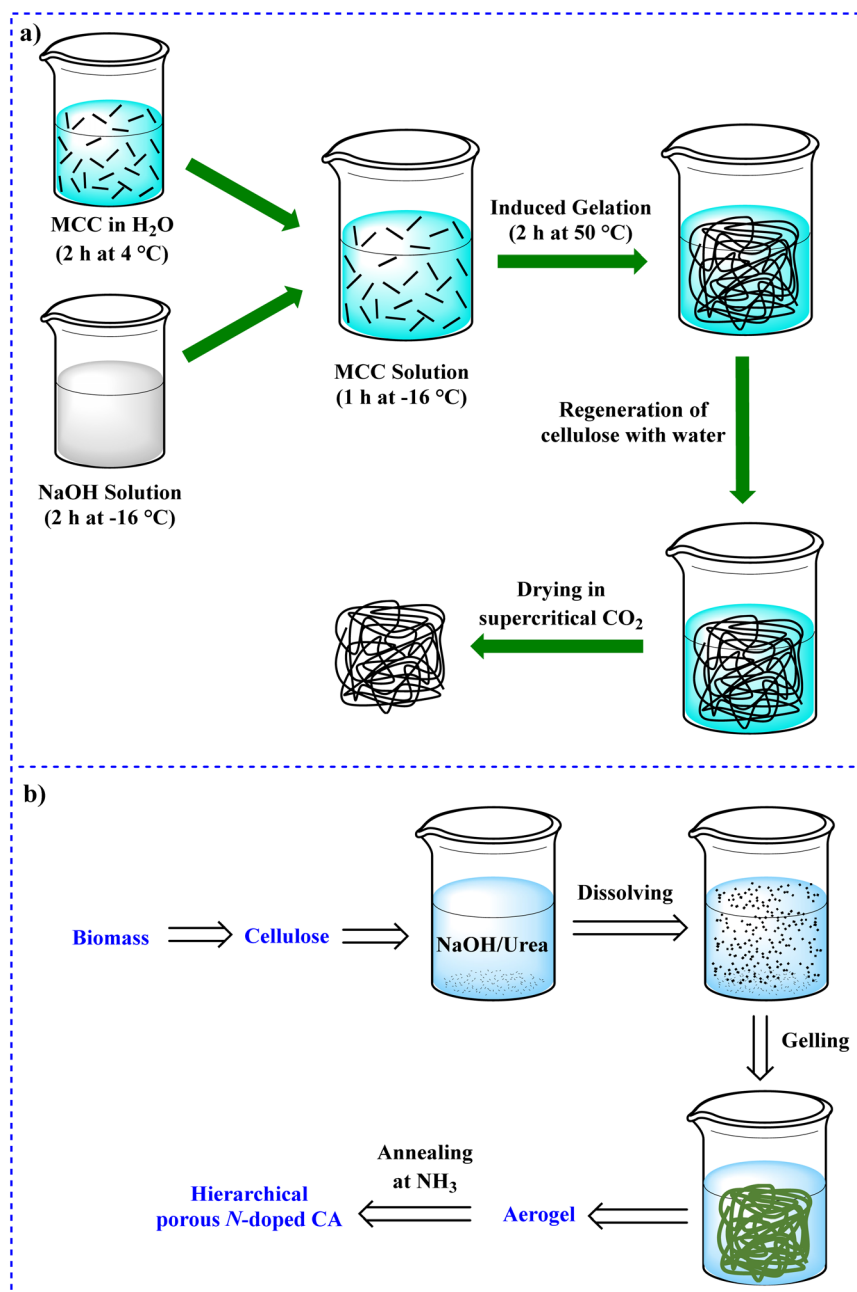 a)
MCC in H₂O
(2 h at 4 °C)
NaOH Solution
(2 h at -16 °C)
MCC Solution
(1 h at -16 °C)
Induced Gelation
(2 h at 50 °C)
Regeneration of
cellulose with water
Drying in
supercritical CO₂
b)
Biomass
Cellulose
NaOH/Urea
Dissolving
Gelling
Aerogel
Annealing
at NH₃
Hierarchical
porous N-doped CA